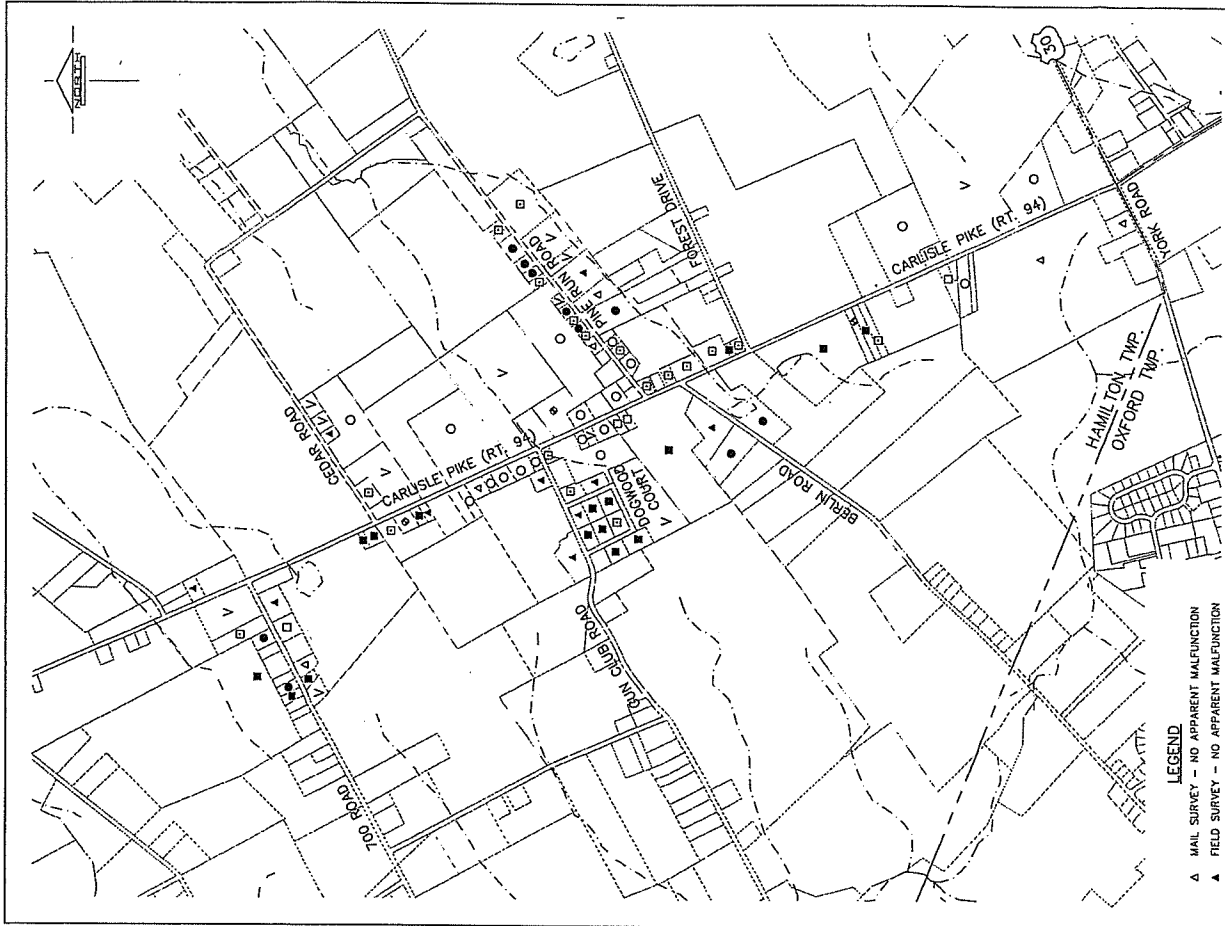 NORTH
30
CEDAR ROAD
PINE RUN ROAD
FOREST DRIVE
CARLISLE PIKE (RT. 94)
CARLISLE PIKE (RT. 94)
DOGWOOD
COURT
700 ROAD
GUN CLUB ROAD
BERLIN ROAD
YORK ROAD
HAMILTON TWP.
OXFORD TWP.
LEGEND
△ MAIL SURVEY – NO APPARENT MALFUNCTION
▲ FIELD SURVEY – NO APPARENT MALFUNCTION
V
V
V
V
V
V
V
V
V
V
V